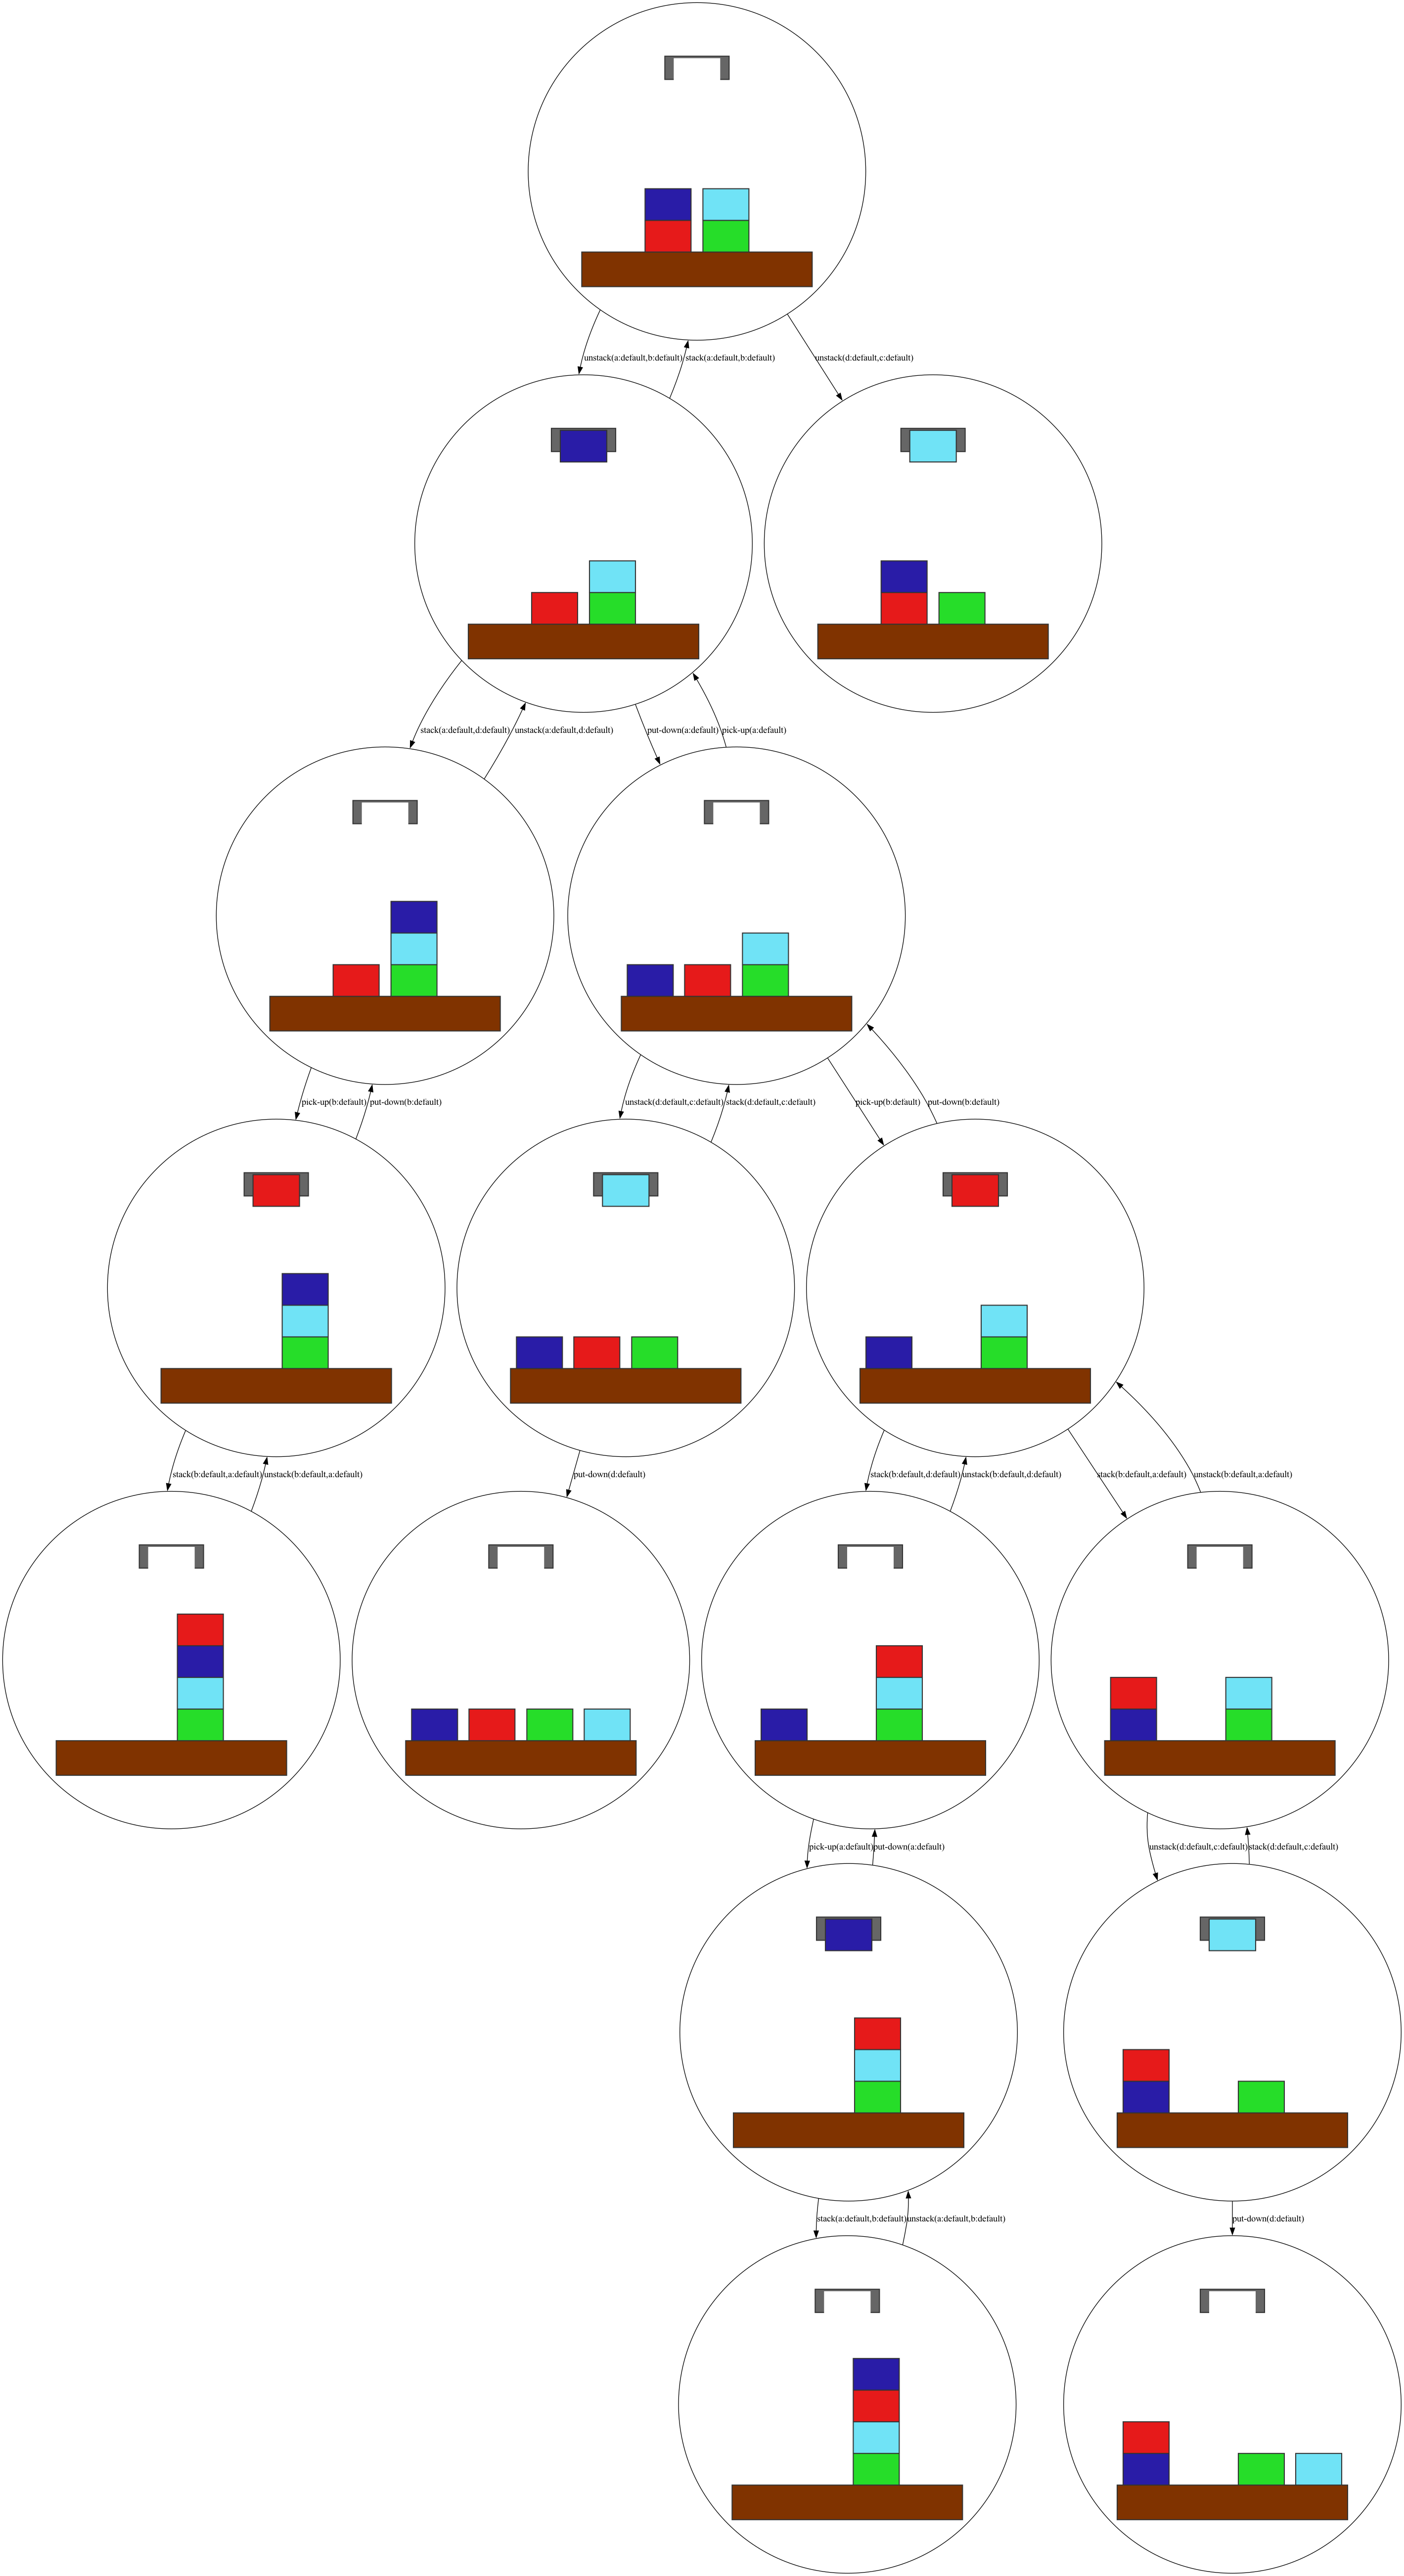 unstack(a:default,b:default)
stack(a:default,b:default)
unstack(d:default,c:default)
stack(a:default,d:default)
unstack(a:default,d:default)
put-down(a:default)
pick-up(a:default)
pick-up(b:default)
put-down(b:default)
unstack(d:default,c:default)
stack(d:default,c:default)
pick-up(b:default)
put-down(b:default)
stack(b:default,a:default)
unstack(b:default,a:default)
put-down(d:default)
stack(b:default,d:default)
unstack(b:default,d:default)
stack(b:default,a:default)
unstack(b:default,a:default)
pick-up(a:default)
put-down(a:default)
unstack(d:default,c:default)
stack(d:default,c:default)
stack(a:default,b:default)
unstack(a:default,b:default)
put-down(d:default)